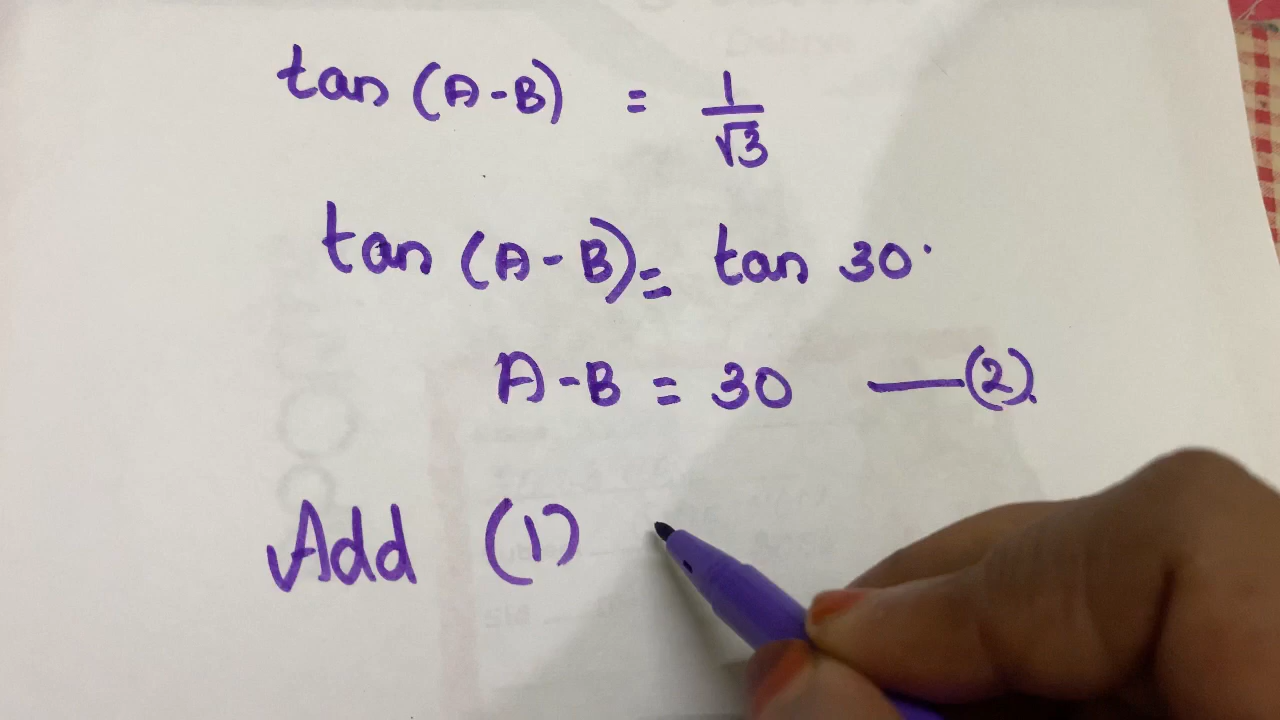 tan (A-B) = 1/√3
tan (A-B) = tan 30°
A-B = 30 —(2).
Add (1)